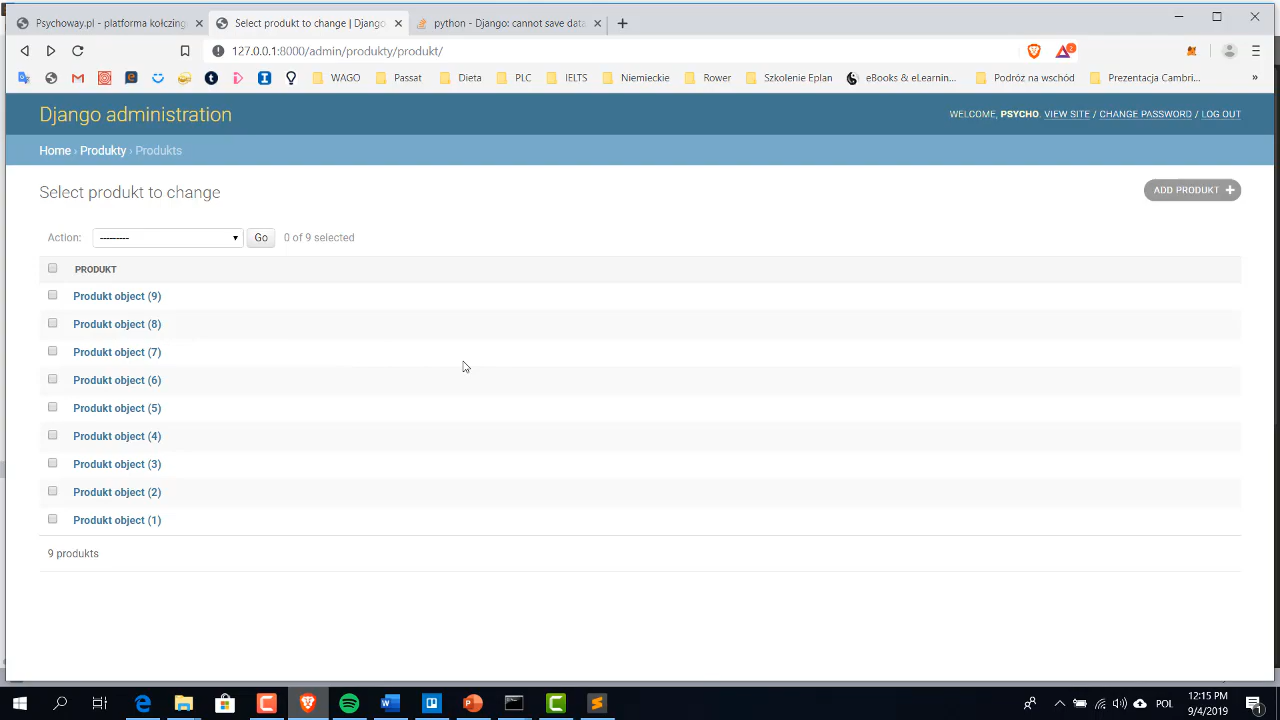 Psychoway.pl - platforma kołczing
Select produkt to change | Django
python - Django: cannot save data
127.0.0.1:8000/admin/produkty/produkt/
2
WAGO
Passat
Dieta
PLC
IELTS
Niemieckie
Rower
Szkolenie Eplan
eBooks & eLearnin...
Podróż na wschód
Prezentacja Cambri...
»
Django administration
WELCOME, PSYCHO. VIEW SITE / CHANGE PASSWORD / LOG OUT
Home › Produkty › Produkts
Select produkt to change
ADD PRODUKT +
Action: --------- Go 0 of 9 selected
PRODUKT
Produkt object (9)
Produkt object (8)
Produkt object (7)
Produkt object (6)
Produkt object (5)
Produkt object (4)
Produkt object (3)
Produkt object (2)
Produkt object (1)
9 produkts
POL
12:15 PM
9/4/2019
1